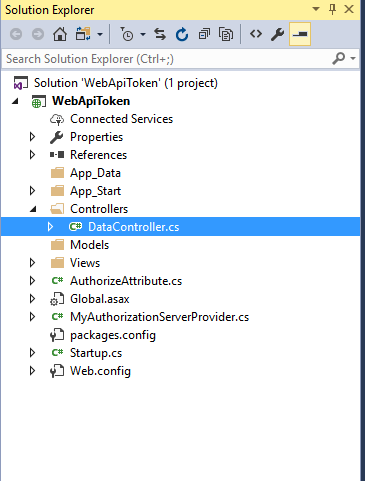 Solution Explorer
Search Solution Explorer (Ctrl+;)
Solution 'WebApiToken' (1 project)
WebApiToken
Connected Services
Properties
References
App_Data
App_Start
Controllers
C# DataController.cs
Models
Views
C# AuthorizeAttribute.cs
Global.asax
C# MyAuthorizationServerProvider.cs
packages.config
C# Startup.cs
Web.config